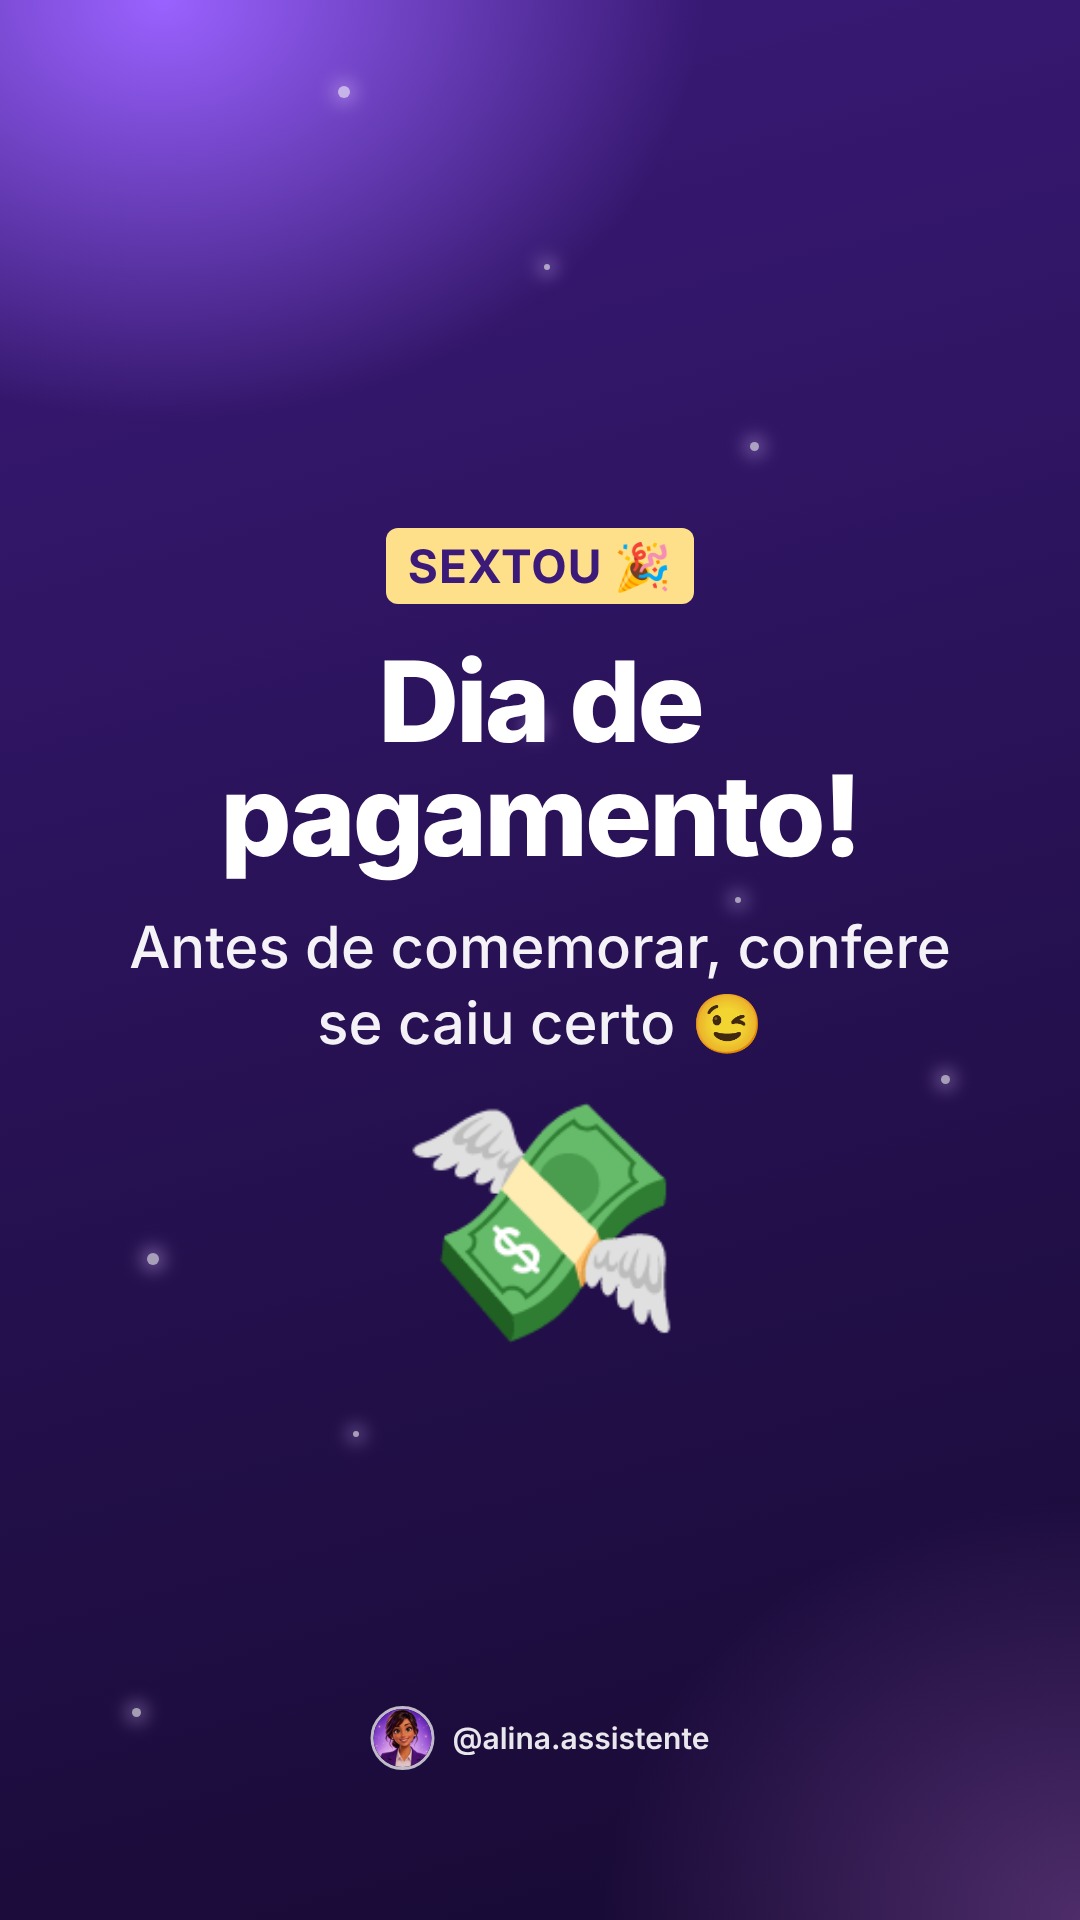 SEXTOU 🎉
Dia de
pagamento!
Antes de comemorar, confere
se caiu certo 😉
@alina.assistente